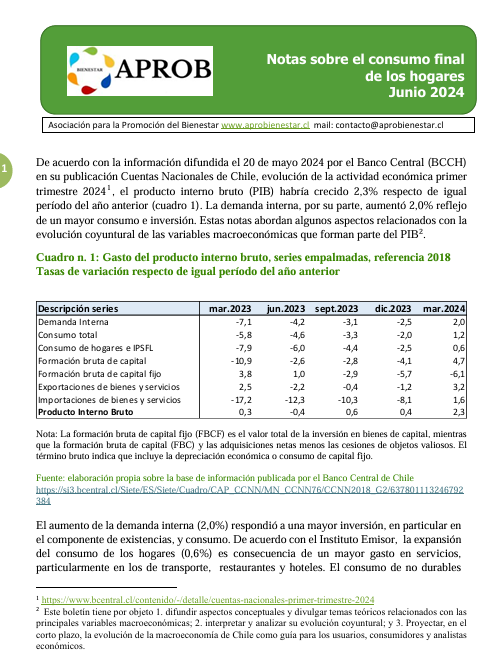 BIENESTAR
APROB
Notas sobre el consumo final
de los hogares
Junio 2024
Asociación para la Promoción del Bienestar www.aprobienestar.cl mail: contacto@aprobienestar.cl
1
De acuerdo con la información difundida el 20 de mayo 2024 por el Banco Central (BCCH)
en su publicación Cuentas Nacionales de Chile, evolución de la actividad económica primer
trimestre 2024¹, el producto interno bruto (PIB) habría crecido 2,3% respecto de igual
período del año anterior (cuadro 1). La demanda interna, por su parte, aumentó 2,0% reflejo
de un mayor consumo e inversión. Estas notas abordan algunos aspectos relacionados con la
evolución coyuntural de las variables macroeconómicas que forman parte del PIB².
Cuadro n. 1: Gasto del producto interno bruto, series empalmadas, referencia 2018
Tasas de variación respecto de igual período del año anterior
Descripción series mar.2023 jun.2023 sept.2023 dic.2023 mar.2024
Demanda Interna -7,1 -4,2 -3,1 -2,5 2,0
Consumo total -5,8 -4,6 -3,3 -2,0 1,2
Consumo de hogares e IPSFL -7,9 -6,0 -4,4 -2,5 0,6
Formación bruta de capital -10,9 -2,6 -2,8 -4,1 4,7
Formación bruta de capital fijo 3,8 1,0 -2,9 -5,7 -6,1
Exportaciones de bienes y servicios 2,5 -2,2 -0,4 -1,2 3,2
Importaciones de bienes y servicios -17,2 -12,3 -10,3 -8,1 1,6
Producto Interno Bruto 0,3 -0,4 0,6 0,4 2,3
Nota: La formación bruta de capital fijo (FBCF) es el valor total de la inversión en bienes de capital, mientras
que la formación bruta de capital (FBC) y las adquisiciones netas menos las cesiones de objetos valiosos. El
término bruto indica que incluye la depreciación económica o consumo de capital fijo.
Fuente: elaboración propia sobre la base de información publicada por el Banco Central de Chile
https://si3.bcentral.cl/Siete/ES/Siete/Cuadro/CAP_CCNN/MN_CCNN76/CCNN2018_G2/637801113246792
384
El aumento de la demanda interna (2,0%) respondió a una mayor inversión, en particular en
el componente de existencias, y consumo. De acuerdo con el Instituto Emisor, la expansión
del consumo de los hogares (0,6%) es consecuencia de un mayor gasto en servicios,
particularmente en los de transporte, restaurantes y hoteles. El consumo de no durables
¹ https://www.bcentral.cl/contenido/-/detalle/cuentas-nacionales-primer-trimestre-2024
² Este boletín tiene por objeto 1. difundir aspectos conceptuales y divulgar temas teóricos relacionados con las
principales variables macroeconómicas; 2. interpretar y analizar su evolución coyuntural; y 3. Proyectar, en el
corto plazo, la evolución de la macroeconomía de Chile como guía para los usuarios, consumidores y analistas
económicos.